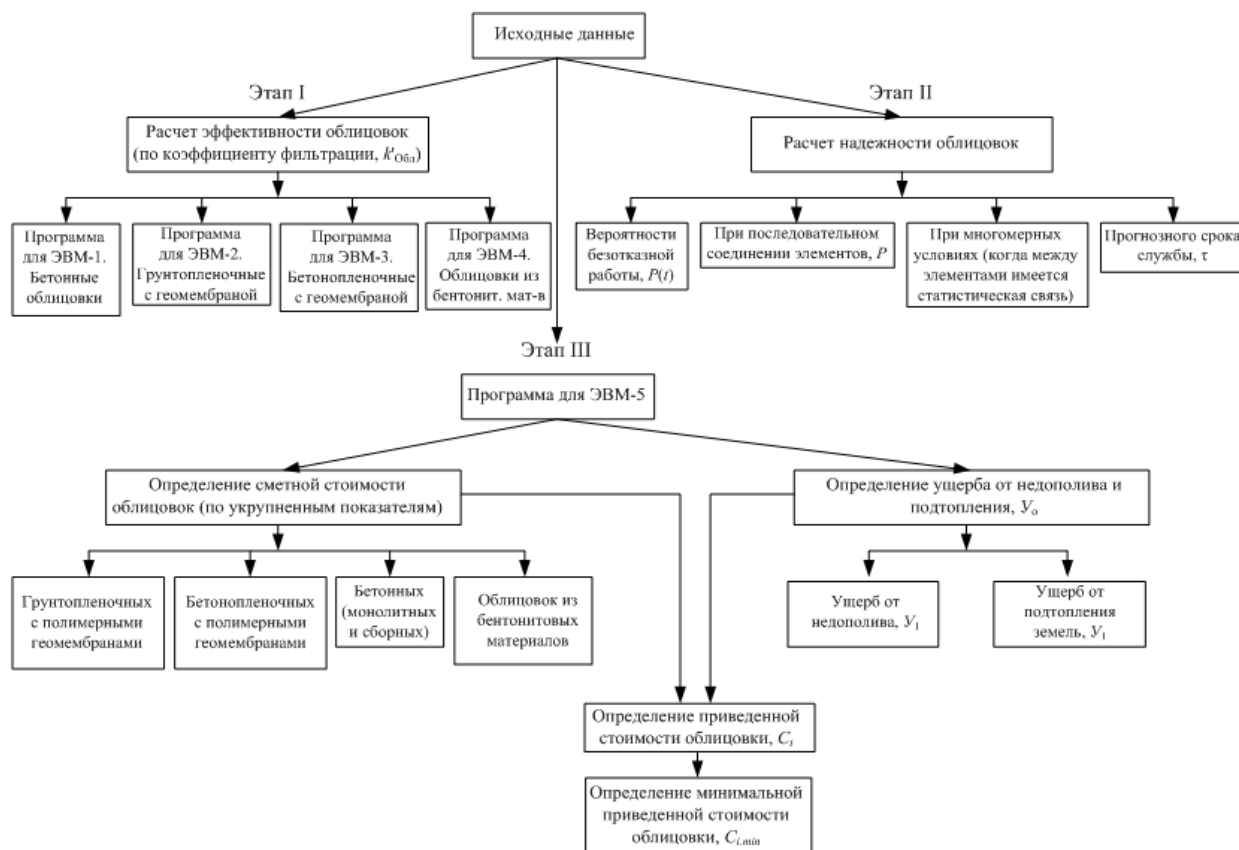 Исходные данные
Этап I
Этап II
Расчет эффективности облицовок
(по коэффициенту фильтрации, k'Обл)
Расчет надежности облицовок
Программа
для ЭВМ-1.
Бетонные
облицовки
Программа
для ЭВМ-2.
Грунтопленочные
с геомембраной
Программа
для ЭВМ-3.
Бетонопленочные
с геомембраной
Программа
для ЭВМ-4.
Облицовки из
бентонит. мат-в
Вероятности
безотказной
работы, P(t)
При последовательном
соединении элементов, P
При многомерных
условиях (когда между
элементами имеется
статистическая связь)
Прогнозного срока
службы, τ
Этап III
Программа для ЭВМ-5
Определение сметной стоимости
облицовок (по укрупненным показателям)
Определение ущерба от недополива и
подтопления, Уо
Грунтопленочных
с полимерными
геомембранами
Бетонопленочных
с полимерными
геомембранами
Бетонных
(монолитных
и сборных)
Облицовок из
бентонитовых
материалов
Ущерб от
недополива, У1
Ущерб от
подтопления
земель, У1
Определение приведенной
стоимости облицовки, Ci
Определение минимальной
приведенной стоимости
облицовки, Ci.min